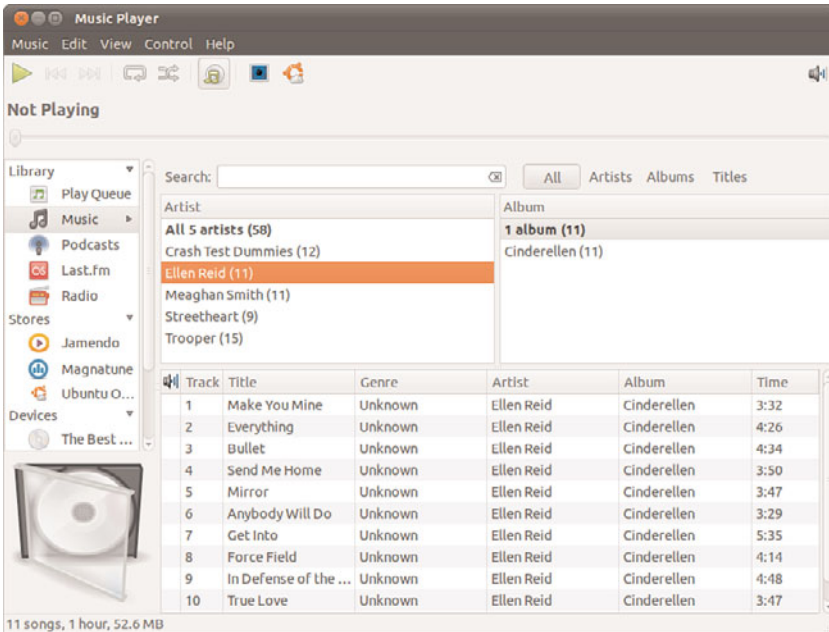 Music Player
Music Edit View Control Help
Not Playing
Library
Play Queue
Music
Podcasts
Last.fm
Radio
Stores
Jamendo
Magnatune
Ubuntu O...
Devices
The Best ...
Search: All Artists Albums Titles
Artist
All 5 artists (58)
Crash Test Dummies (12)
Ellen Reid (11)
Meaghan Smith (11)
Streetheart (9)
Trooper (15)
Album
1 album (11)
Cinderellen (11)
Track Title Genre Artist Album Time
1 Make You Mine Unknown Ellen Reid Cinderellen 3:32
2 Everything Unknown Ellen Reid Cinderellen 4:26
3 Bullet Unknown Ellen Reid Cinderellen 4:34
4 Send Me Home Unknown Ellen Reid Cinderellen 3:50
5 Mirror Unknown Ellen Reid Cinderellen 3:47
6 Anybody Will Do Unknown Ellen Reid Cinderellen 3:29
7 Get Into Unknown Ellen Reid Cinderellen 5:35
8 Force Field Unknown Ellen Reid Cinderellen 4:14
9 In Defense of the ... Unknown Ellen Reid Cinderellen 4:48
10 True Love Unknown Ellen Reid Cinderellen 3:47
11 songs, 1 hour, 52.6 MB